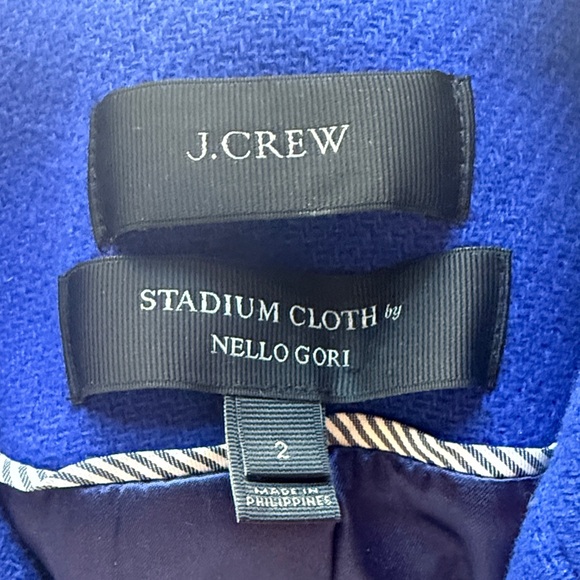 J.CREW
STADIUM CLOTH by
NELLO GORI
2
MADE IN
PHILIPPINES